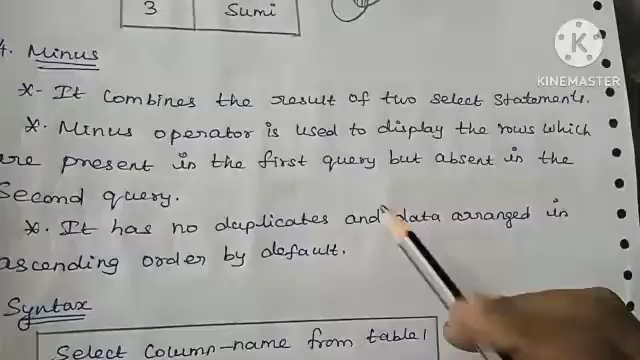 3 Sumi
4. Minus
*- It combines the result of two select statements.
*. Minus operator is used to display the rows which
are present in the first query but absent in the
Second query.
*. It has no duplicates and data arranged in
ascending order by default.
Syntax
Select Column-name from table1
KINEMASTER